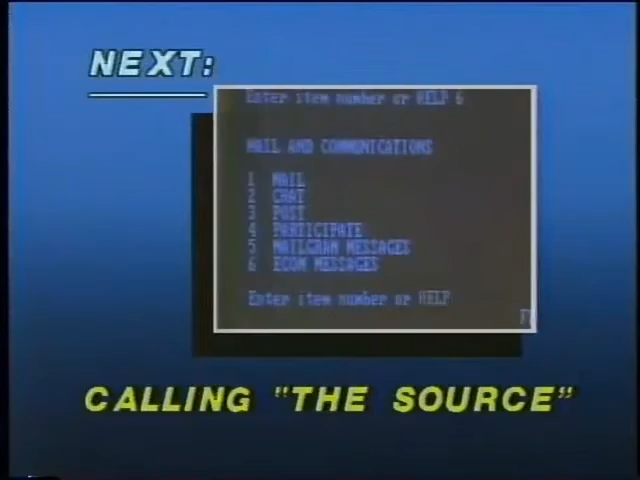 NEXT:
Enter item number or HELP 6
MAIL AND COMMUNICATIONS
1 MAIL
2 CHAT
3 POST
4 PARTICIPATE
5 MAILGRAM MESSAGES
6 ECOM MESSAGES
Enter item number or HELP
CALLING "THE SOURCE"